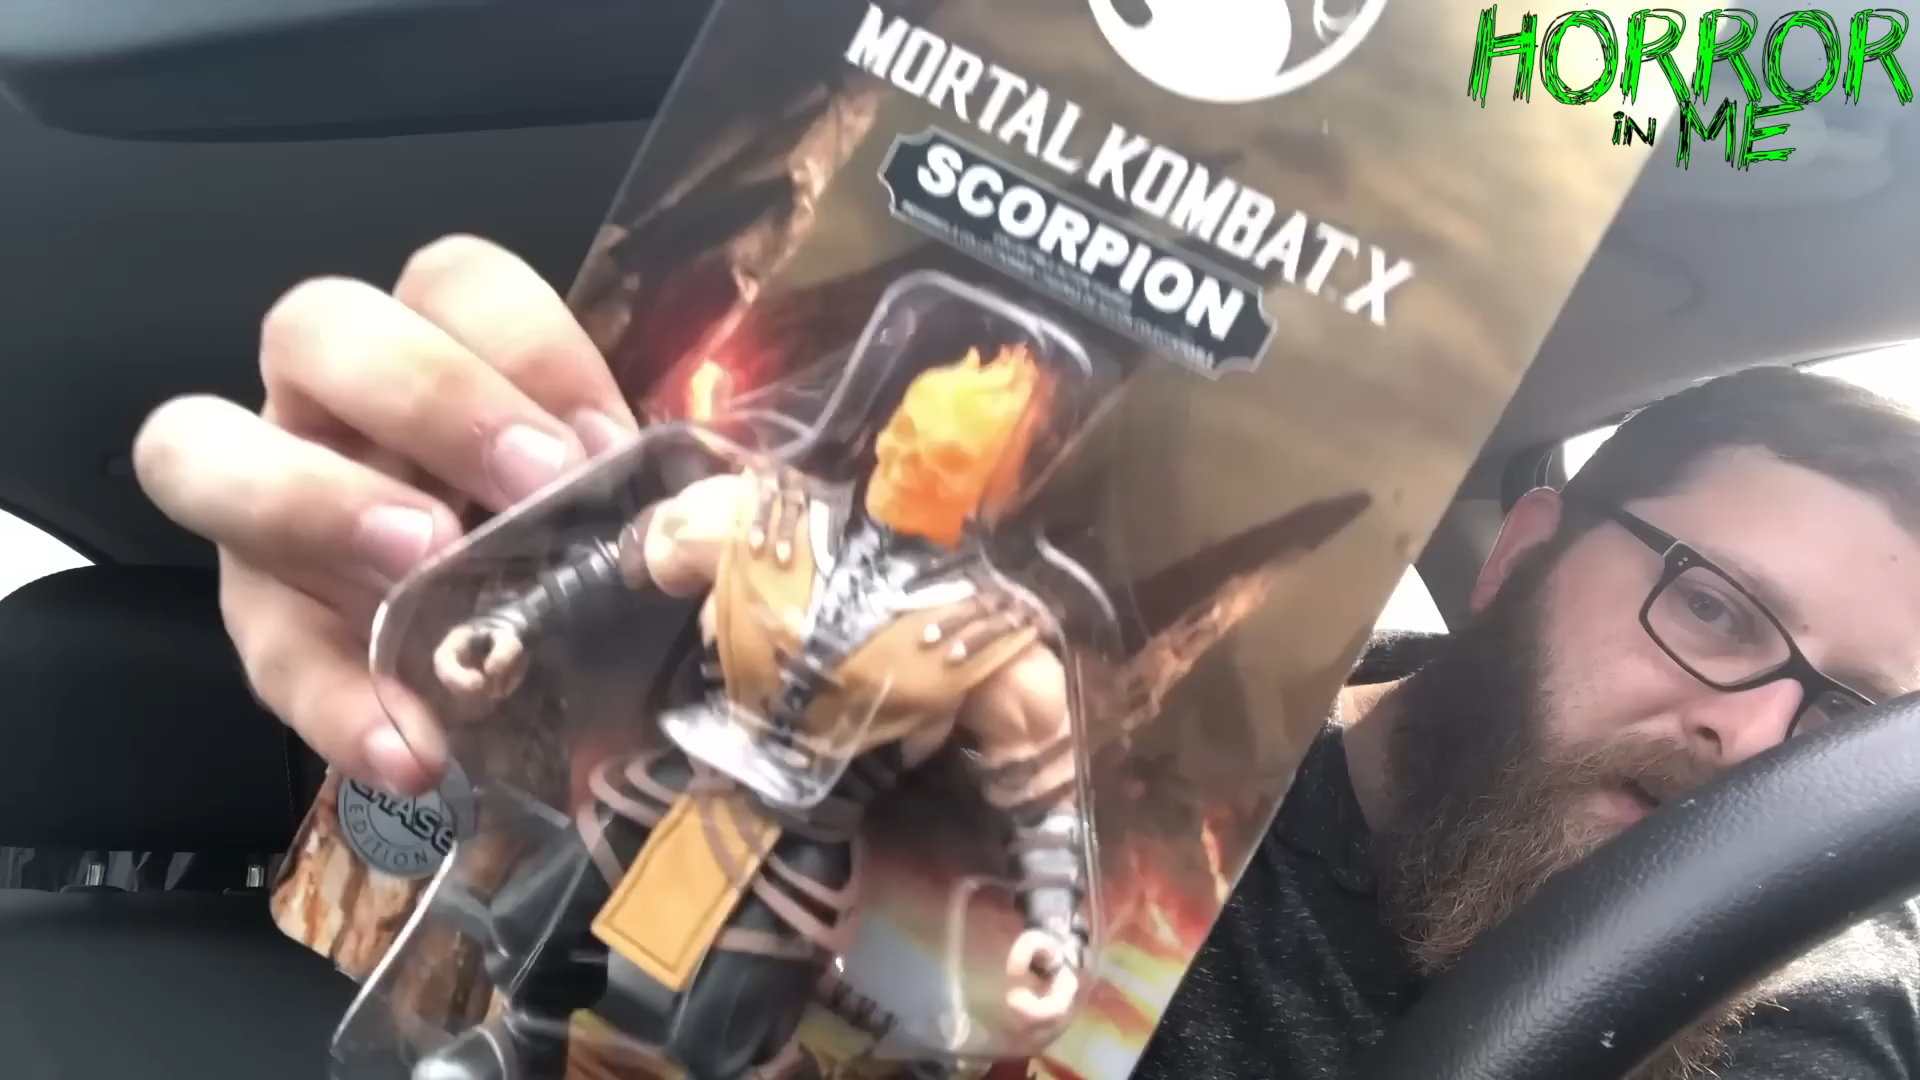 HORROR
iN ME
MORTAL KOMBAT X
SCORPION
CHASE
EDITION